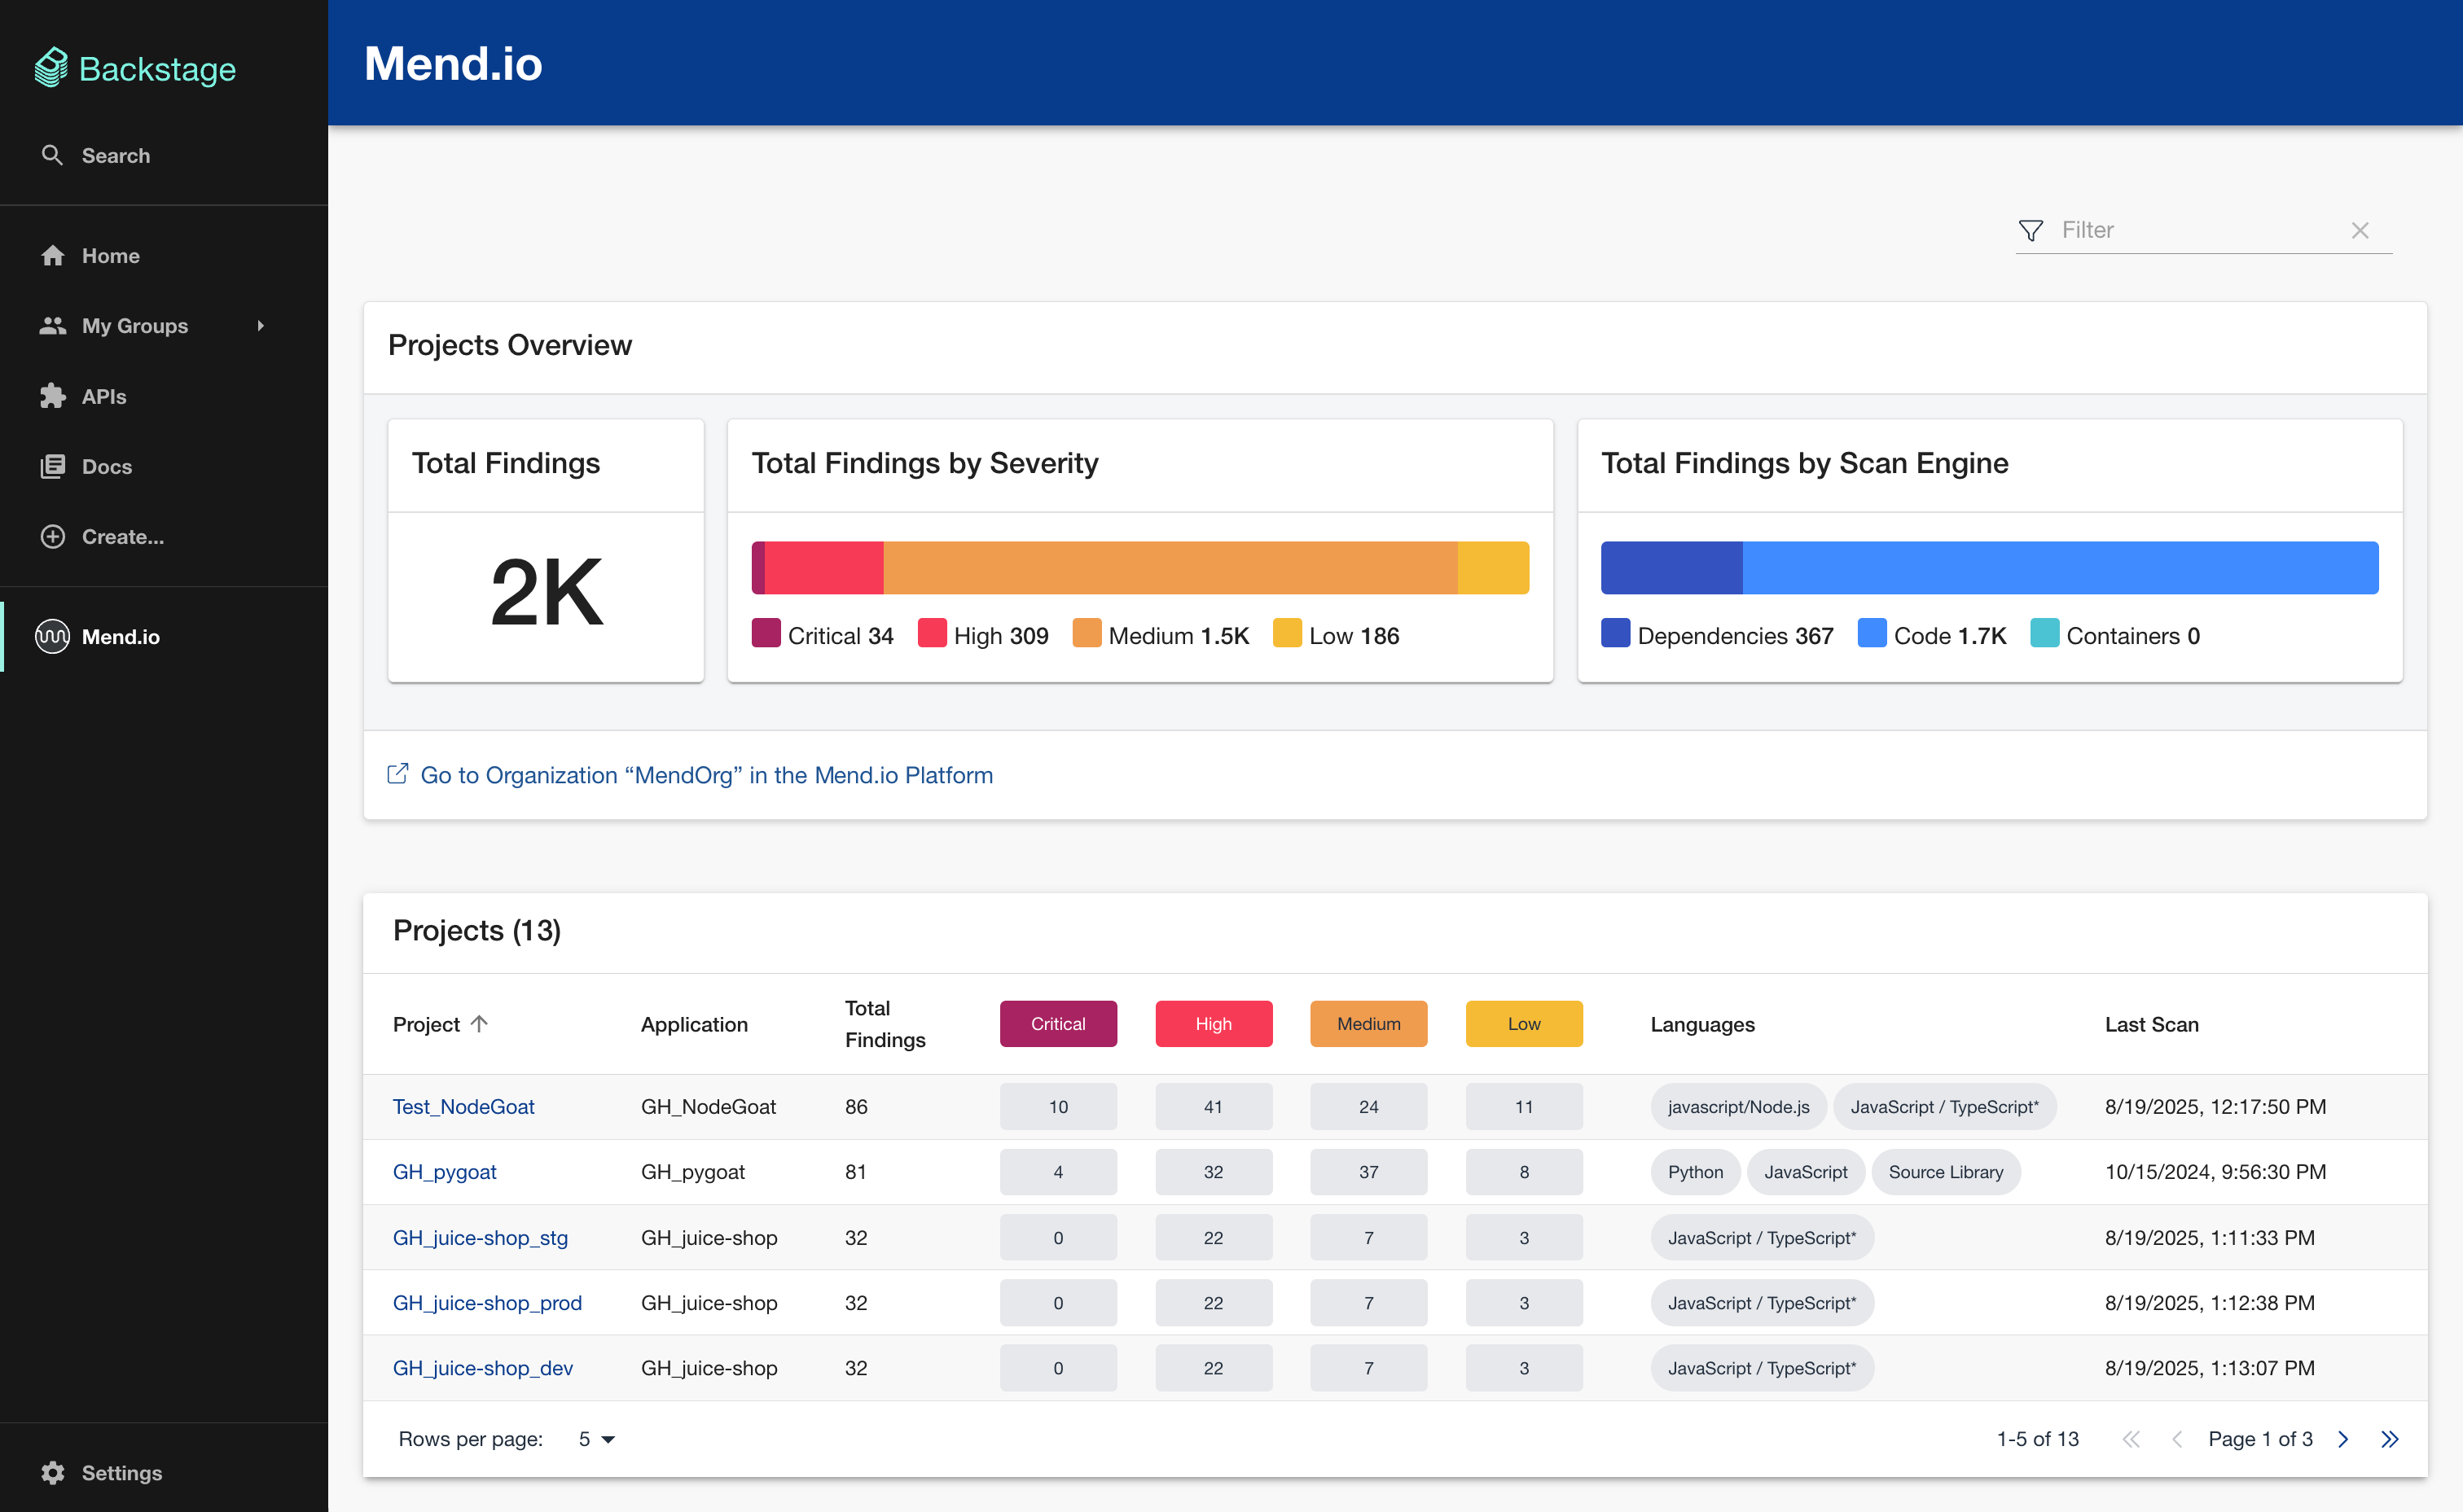 Backstage
Search
Home
My Groups
APIs
Docs
Create...
Mend.io
Settings
Mend.io
Filter
Projects Overview
Total Findings
2K
Total Findings by Severity
Critical 34 High 309 Medium 1.5K Low 186
Total Findings by Scan Engine
Dependencies 367 Code 1.7K Containers 0
Go to Organization “MendOrg” in the Mend.io Platform
Projects (13)
Project Application Total Findings Critical High Medium Low Languages Last Scan
Test_NodeGoat GH_NodeGoat 86 10 41 24 11 javascript/Node.js JavaScript / TypeScript* 8/19/2025, 12:17:50 PM
GH_pygoat GH_pygoat 81 4 32 37 8 Python JavaScript Source Library 10/15/2024, 9:56:30 PM
GH_juice-shop_stg GH_juice-shop 32 0 22 7 3 JavaScript / TypeScript* 8/19/2025, 1:11:33 PM
GH_juice-shop_prod GH_juice-shop 32 0 22 7 3 JavaScript / TypeScript* 8/19/2025, 1:12:38 PM
GH_juice-shop_dev GH_juice-shop 32 0 22 7 3 JavaScript / TypeScript* 8/19/2025, 1:13:07 PM
Rows per page: 5 1-5 of 13 Page 1 of 3